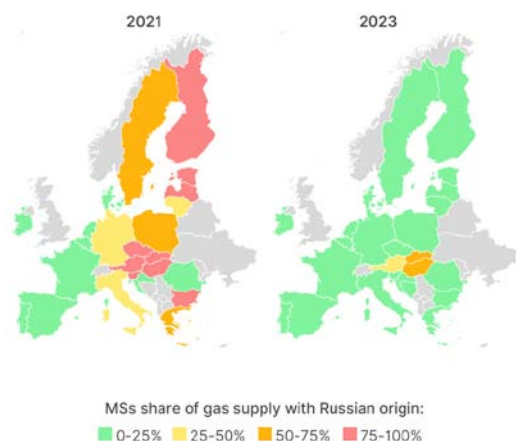 2021
2023
MSs share of gas supply with Russian origin:
0-25% 25-50% 50-75% 75-100%